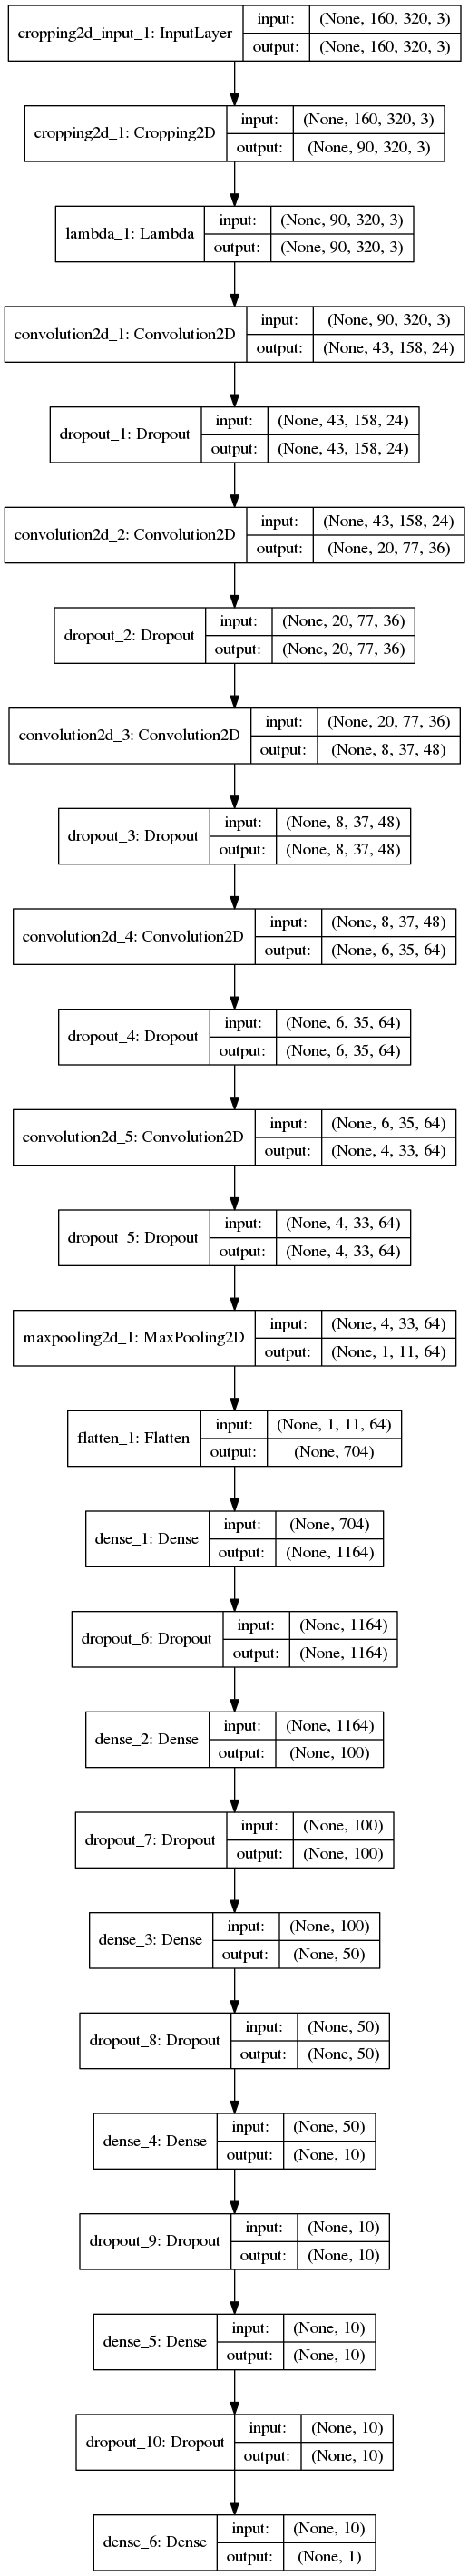 cropping2d_input_1: InputLayer input: (None, 160, 320, 3)
output: (None, 160, 320, 3)
cropping2d_1: Cropping2D input: (None, 160, 320, 3)
output: (None, 90, 320, 3)
lambda_1: Lambda input: (None, 90, 320, 3)
output: (None, 90, 320, 3)
convolution2d_1: Convolution2D input: (None, 90, 320, 3)
output: (None, 43, 158, 24)
dropout_1: Dropout input: (None, 43, 158, 24)
output: (None, 43, 158, 24)
convolution2d_2: Convolution2D input: (None, 43, 158, 24)
output: (None, 20, 77, 36)
dropout_2: Dropout input: (None, 20, 77, 36)
output: (None, 20, 77, 36)
convolution2d_3: Convolution2D input: (None, 20, 77, 36)
output: (None, 8, 37, 48)
dropout_3: Dropout input: (None, 8, 37, 48)
output: (None, 8, 37, 48)
convolution2d_4: Convolution2D input: (None, 8, 37, 48)
output: (None, 6, 35, 64)
dropout_4: Dropout input: (None, 6, 35, 64)
output: (None, 6, 35, 64)
convolution2d_5: Convolution2D input: (None, 6, 35, 64)
output: (None, 4, 33, 64)
dropout_5: Dropout input: (None, 4, 33, 64)
output: (None, 4, 33, 64)
maxpooling2d_1: MaxPooling2D input: (None, 4, 33, 64)
output: (None, 1, 11, 64)
flatten_1: Flatten input: (None, 1, 11, 64)
output: (None, 704)
dense_1: Dense input: (None, 704)
output: (None, 1164)
dropout_6: Dropout input: (None, 1164)
output: (None, 1164)
dense_2: Dense input: (None, 1164)
output: (None, 100)
dropout_7: Dropout input: (None, 100)
output: (None, 100)
dense_3: Dense input: (None, 100)
output: (None, 50)
dropout_8: Dropout input: (None, 50)
output: (None, 50)
dense_4: Dense input: (None, 50)
output: (None, 10)
dropout_9: Dropout input: (None, 10)
output: (None, 10)
dense_5: Dense input: (None, 10)
output: (None, 10)
dropout_10: Dropout input: (None, 10)
output: (None, 10)
dense_6: Dense input: (None, 10)
output: (None, 1)